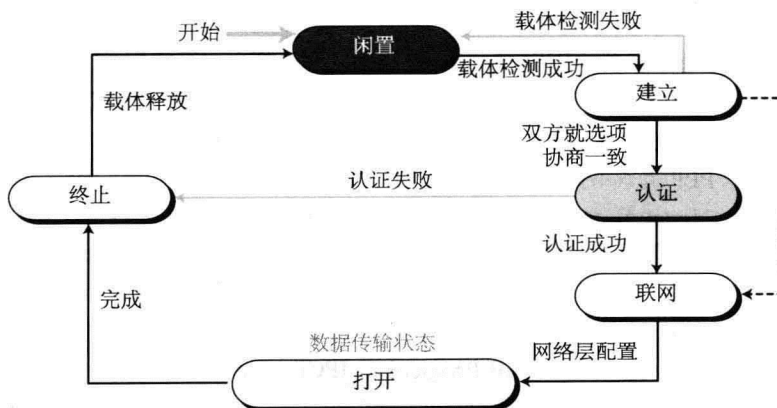 开始
闲置
载体检测失败
载体检测成功
建立
载体释放
双方就选项
协商一致
终止
认证失败
认证
认证成功
完成
联网
数据传输状态
网络层配置
打开